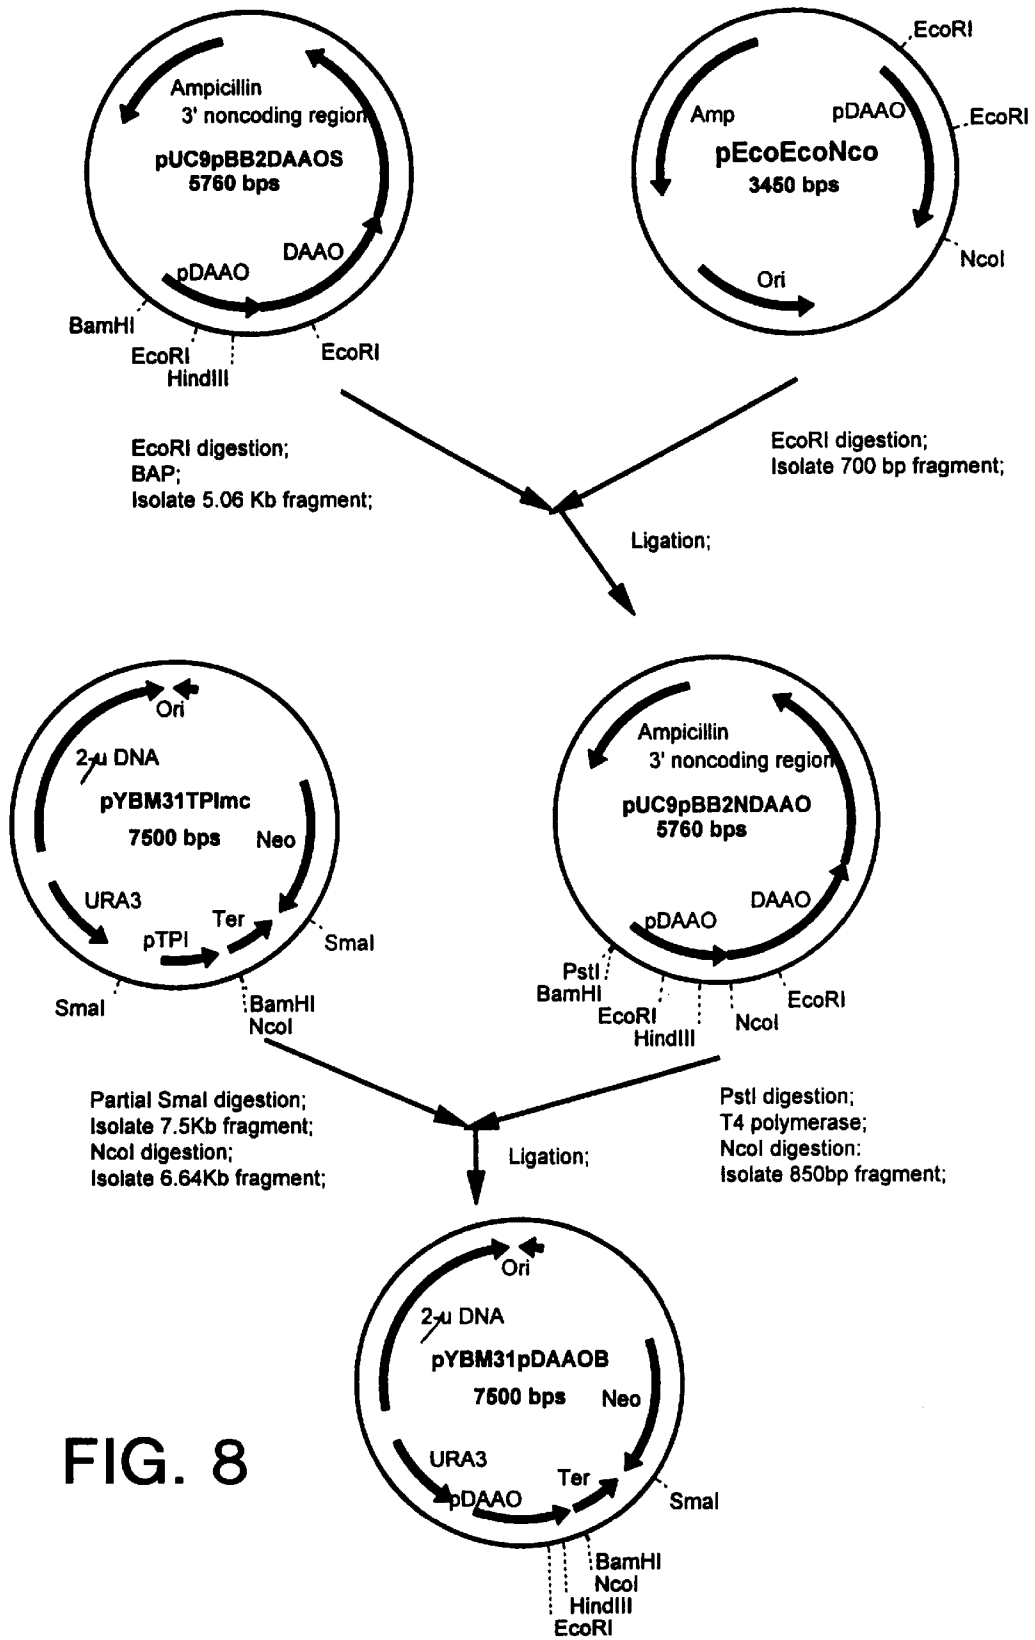 Ampicillin
3' noncoding region
pUC9pBB2DAAOS
5760 bps
DAAO
pDAAO
BamHI
EcoRI
HindIII
EcoRI
EcoRI
pDAAO
EcoRI
Amp
pEcoEcoNco
3450 bps
NcoI
Ori
EcoRI digestion;
BAP;
Isolate 5.06 Kb fragment;
EcoRI digestion;
Isolate 700 bp fragment;
Ligation;
Ori
2-u DNA
pYBM31TPImc
7500 bps
Neo
URA3
Ter
pTPI
SmaI
SmaI
BamHI
NcoI
Ampicillin
3' noncoding region
pUC9pBB2NDAAO
5760 bps
DAAO
pDAAO
PstI
BamHI
EcoRI
HindIII
NcoI
EcoRI
Partial SmaI digestion;
Isolate 7.5Kb fragment;
NcoI digestion;
Isolate 6.64Kb fragment;
PstI digestion;
T4 polymerase;
NcoI digestion:
Isolate 850bp fragment;
Ligation;
Ori
2-u DNA
pYBM31pDAAOB
7500 bps
Neo
URA3
Ter
pDAAO
SmaI
BamHI
NcoI
HindIII
EcoRI
FIG. 8